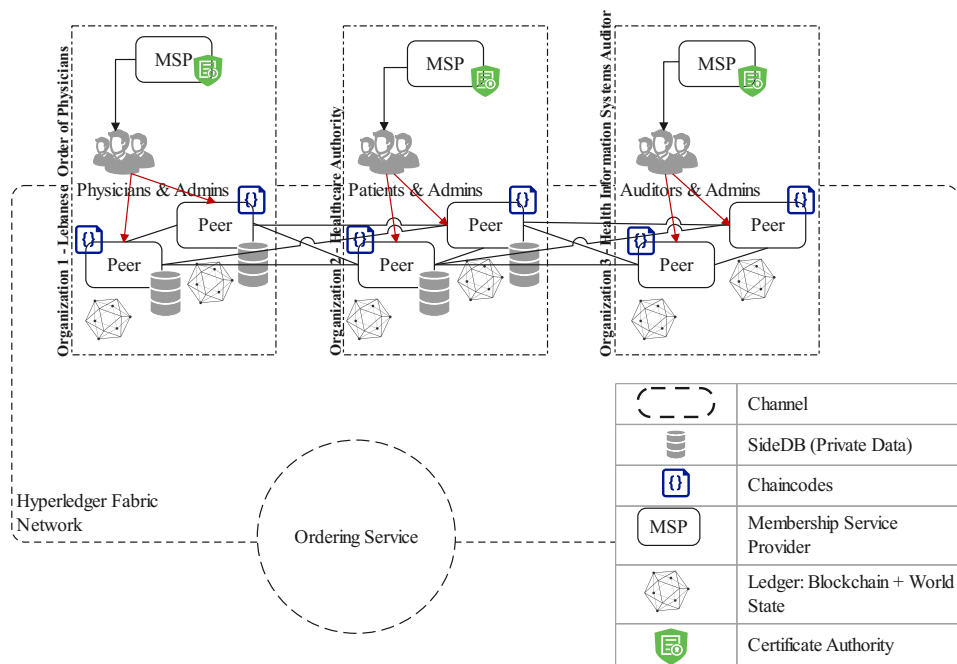 Organization 1 - Lebanese Order of Physicians
MSP
Physicians & Admins
{}
Peer
{}
Peer
Organization 2 - Healthcare Authority
MSP
Patients & Admins
{}
Peer
{}
Peer
Organization 3 - Health Information Systems Auditor
MSP
Auditors & Admins
{}
Peer
{}
Peer
Hyperledger Fabric
Network
Ordering Service
Channel
SideDB (Private Data)
{}
Chaincodes
MSP
Membership Service
Provider
Ledger: Blockchain + World
State
Certificate Authority